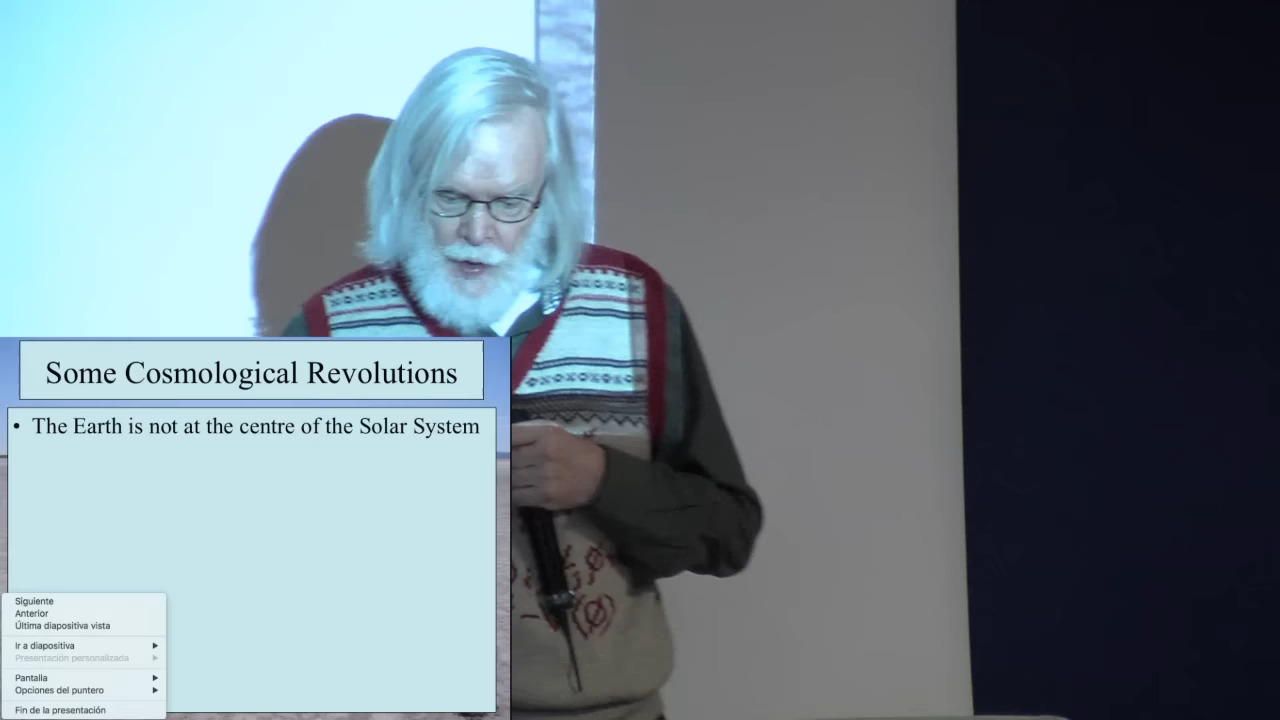 Some Cosmological Revolutions
• The Earth is not at the centre of the Solar System
Siguiente
Anterior
Última diapositiva vista
Ir a diapositiva
Presentación personalizada
Pantalla
Opciones del puntero
Fin de la presentación